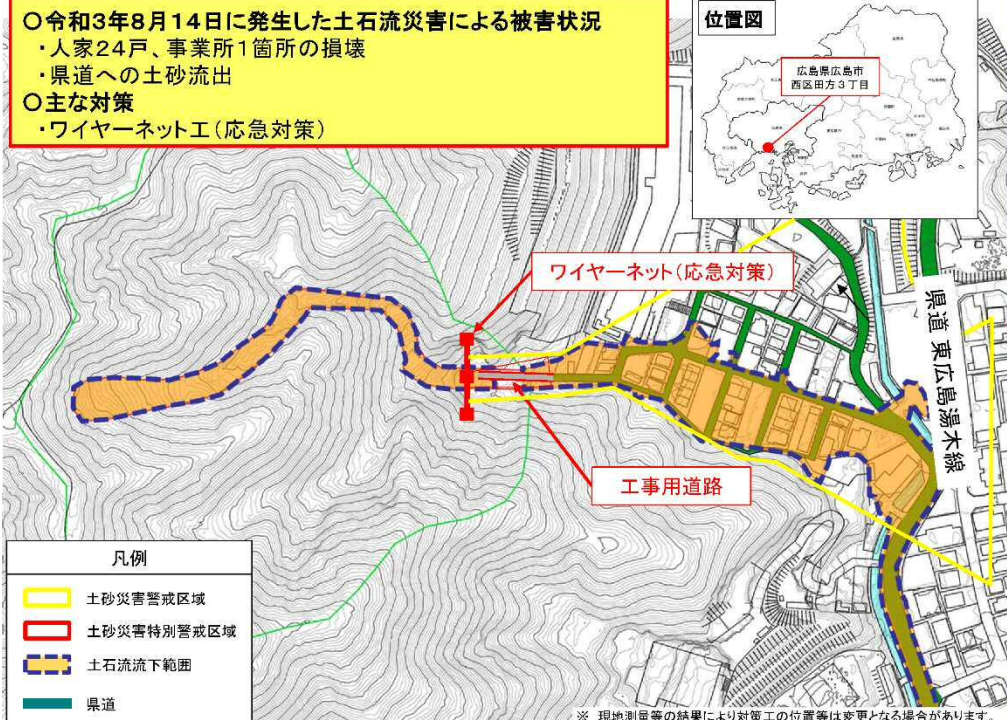 ○令和3年8月14日に発生した土石流災害による被害状況
・人家24戸、事業所1箇所の損壊
・県道への土砂流出
○主な対策
・ワイヤーネット工(応急対策)
位置図
広島県広島市
西区田方3丁目
ワイヤーネット(応急対策)
県道 東広島湯木線
工事用道路
凡例
土砂災害警戒区域
土砂災害特別警戒区域
土石流流下範囲
県道
※ 現地測量等の結果により対策工の位置等は変更となる場合があります。